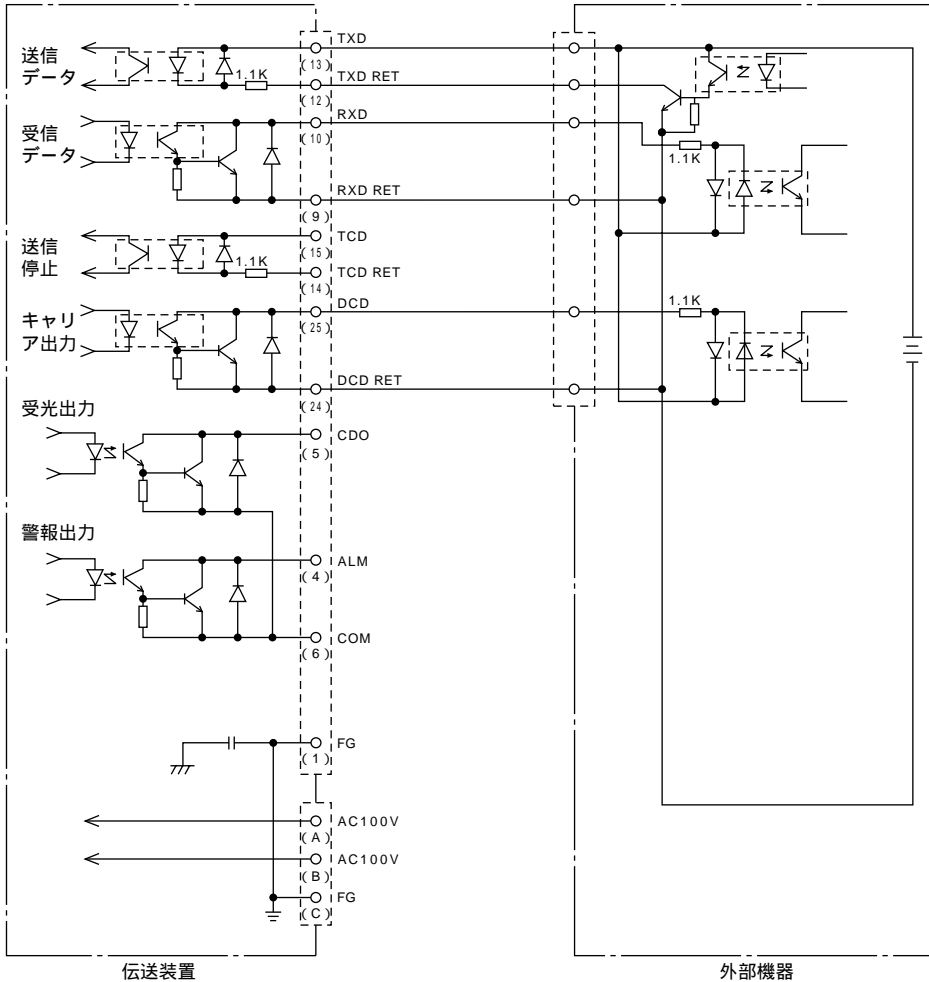 送信
データ
1.1K
TXD
(13)
TXD RET
(12)
受信
データ
RXD
(10)
RXD RET
(9)
送信
停止
1.1K
TCD
(15)
TCD RET
(14)
キャリ
ア出力
DCD
(25)
DCD RET
(24)
受光出力
CDO
(5)
警報出力
ALM
(4)
COM
(6)
FG
(1)
AC100V
(A)
AC100V
(B)
FG
(C)
伝送装置
1.1K
1.1K
外部機器